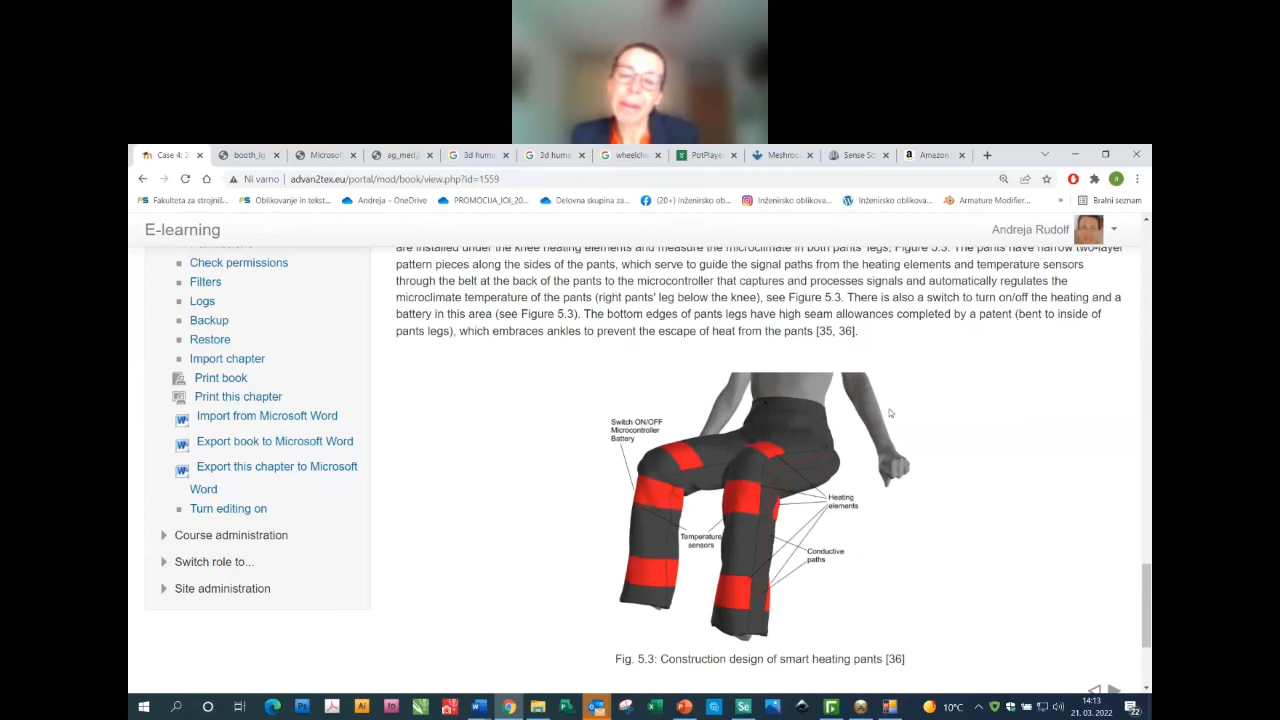 Case 4: 3D
booth_ig
Microsoft
ag_med
3d huma
3d huma
wheelcha
PotPlayer
Meshroo
Sense Sc
Amazon
Ni varno
advan2tex.eu/portal/mod/book/view.php?id=1559
Fakulteta za strojniš...
Oblikovanje in tekst...
Andreja – OneDrive
PROMOCIJA_IOI_20...
Delovna skupina za...
(20+) Inženirsko ob...
Inženirsko oblikova...
Inženirsko oblikova...
Armature Modifier...
»
Bralni seznam
E-learning
Andreja Rudolf
Permissions
Check permissions
Filters
Logs
Backup
Restore
Import chapter
Print book
Print this chapter
Import from Microsoft Word
Export book to Microsoft Word
Export this chapter to Microsoft
Word
Turn editing on
Course administration
Switch role to...
Site administration
are installed under the knee heating elements and measure the microclimate in both pants' legs, Figure 5.3. The pants have narrow two-layer
pattern pieces along the sides of the pants, which serve to guide the signal paths from the heating elements and temperature sensors
through the belt at the back of the pants to the microcontroller that captures and processes signals and automatically regulates the
microclimate temperature of the pants (right pants' leg below the knee), see Figure 5.3. There is also a switch to turn on/off the heating and a
battery in this area (see Figure 5.3). The bottom edges of pants legs have high seam allowances completed by a patent (bent to inside of
pants legs), which embraces ankles to prevent the escape of heat from the pants [35, 36].
Switch ON/OFF
Microcontroller
Battery
Heating
elements
Temperature
sensors
Conductive
paths
Fig. 5.3: Construction design of smart heating pants [36]
10°C
14:13
21. 03. 2022
22